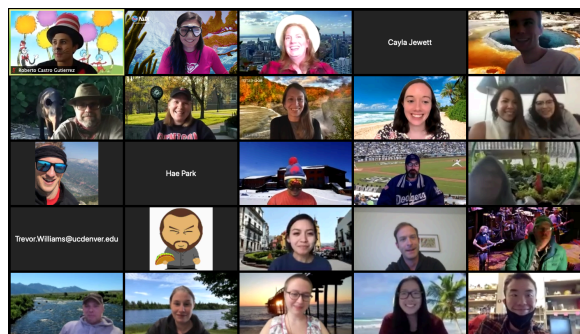 Cayla Jewett
Roberto Castro Gutierrez
Hae Park
Dodgers
Trevor.Williams@ucdenver.edu